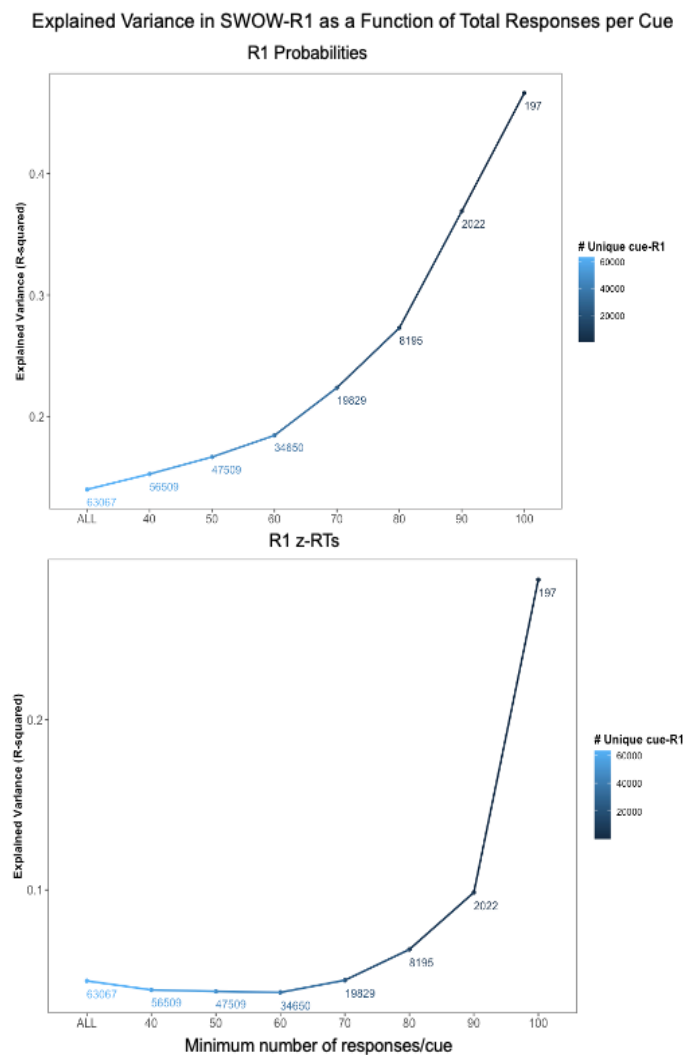 Explained Variance in SWOW-R1 as a Function of Total Responses per Cue
R1 Probabilities
Explained Variance (R-squared)
0.4
0.3
0.2
197
2022
8195
19829
34650
47509
56509
63067
ALL 40 50 60 70 80 90 100
# Unique cue-R1
60000
40000
20000
R1 z-RTs
Explained Variance (R-squared)
0.2
0.1
197
2022
8195
19829
34650
47509
56509
63067
ALL 40 50 60 70 80 90 100
# Unique cue-R1
60000
40000
20000
Minimum number of responses/cue